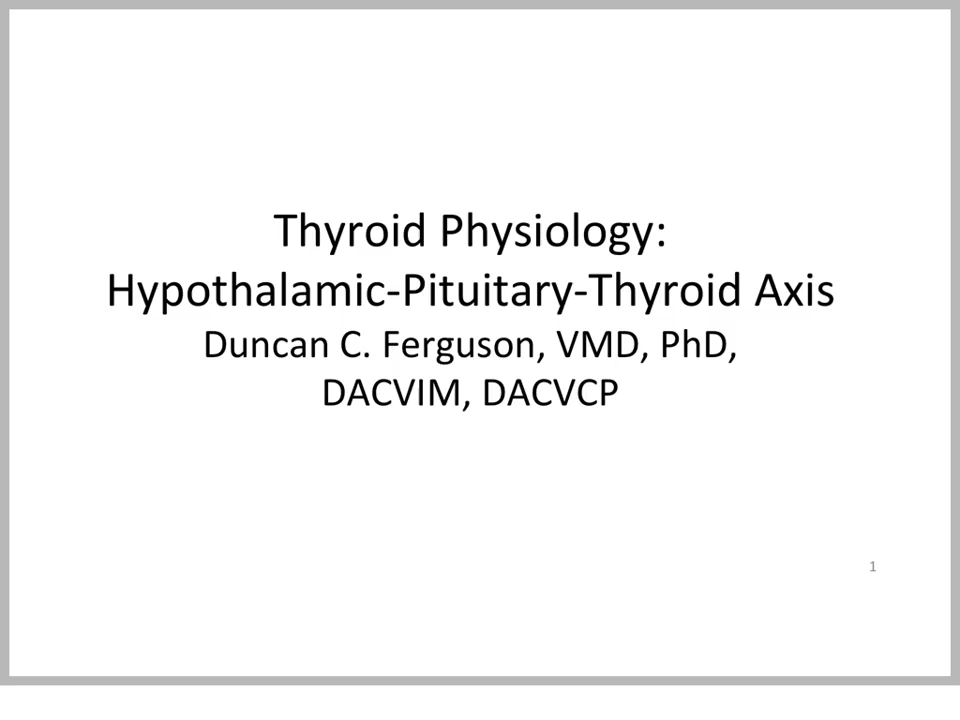 Thyroid Physiology:
Hypothalamic-Pituitary-Thyroid Axis
Duncan C. Ferguson, VMD, PhD,
DACVIM, DACVCP
1